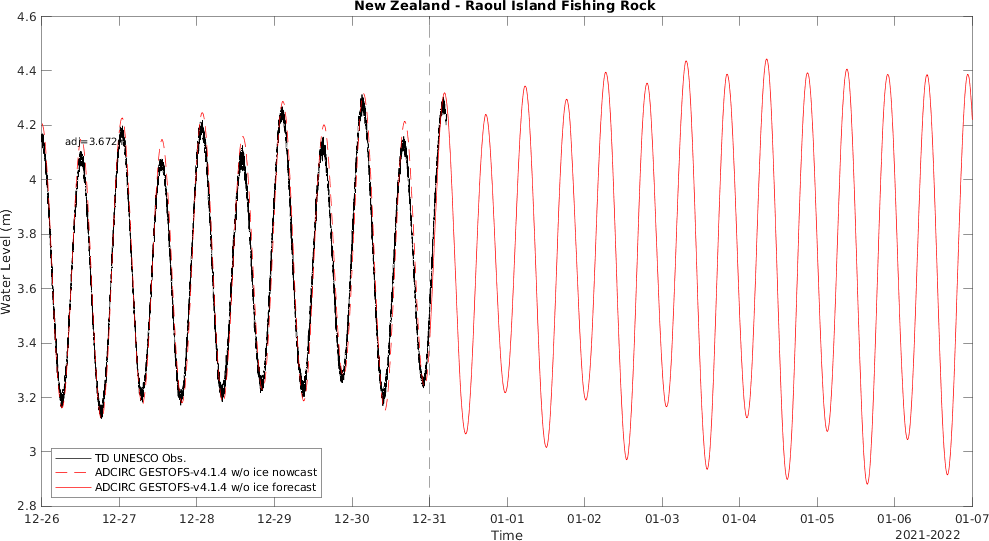 New Zealand - Raoul Island Fishing Rock
4.6
4.4
4.2
4
3.8
3.6
3.4
3.2
3
2.8
Water Level (m)
adj=3.672
TD UNESCO Obs.
ADCIRC GESTOFS-v4.1.4 w/o ice nowcast
ADCIRC GESTOFS-v4.1.4 w/o ice forecast
12-26 12-27 12-28 12-29 12-30 12-31 01-01 01-02 01-03 01-04 01-05 01-06 01-07
Time
2021-2022